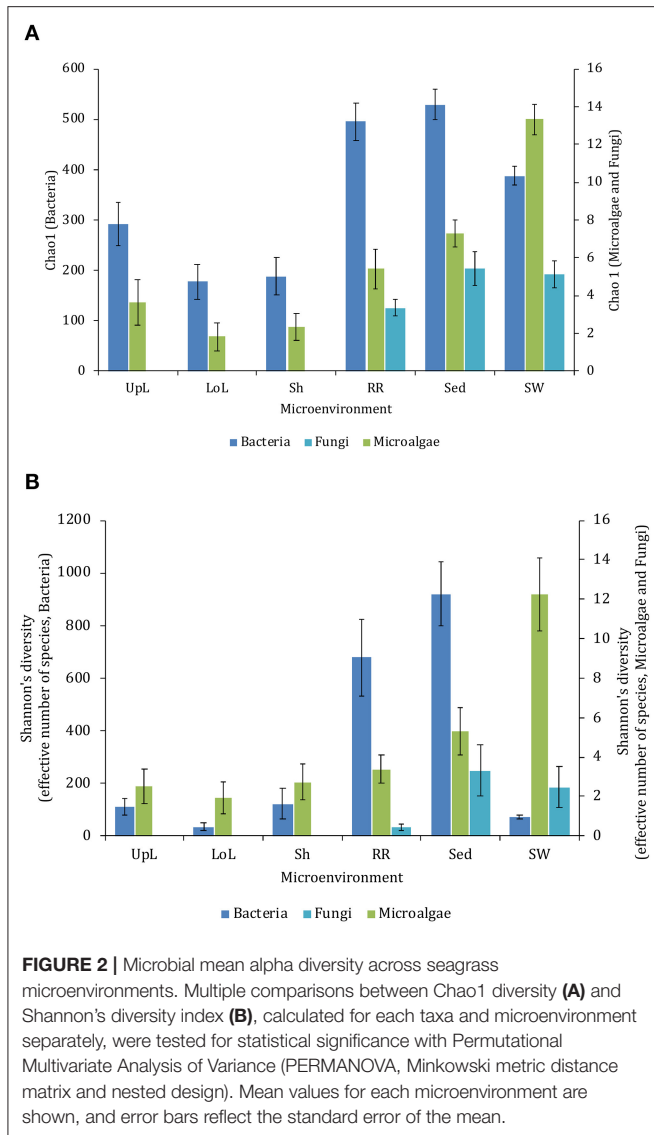 A
600
500
400
300
200
100
0
Chao1 (Bacteria)
16
14
12
10
8
6
4
2
0
Chao 1 (Microalgae and Fungi)
UpL LoL Sh RR Sed SW
Microenvironment
Bacteria Fungi Microalgae
B
1200
1000
800
600
400
200
0
Shannon's diversity
(effective number of species, Bacteria)
16
14
12
10
8
6
4
2
0
Shannon's diversity
(effective number of species, Microalgae and Fungi)
UpL LoL Sh RR Sed SW
Microenvironment
Bacteria Fungi Microalgae
FIGURE 2 | Microbial mean alpha diversity across seagrass
microenvironments. Multiple comparisons between Chao1 diversity (A) and
Shannon's diversity index (B), calculated for each taxa and microenvironment
separately, were tested for statistical significance with Permutational
Multivariate Analysis of Variance (PERMANOVA, Minkowski metric distance
matrix and nested design). Mean values for each microenvironment are
shown, and error bars reflect the standard error of the mean.